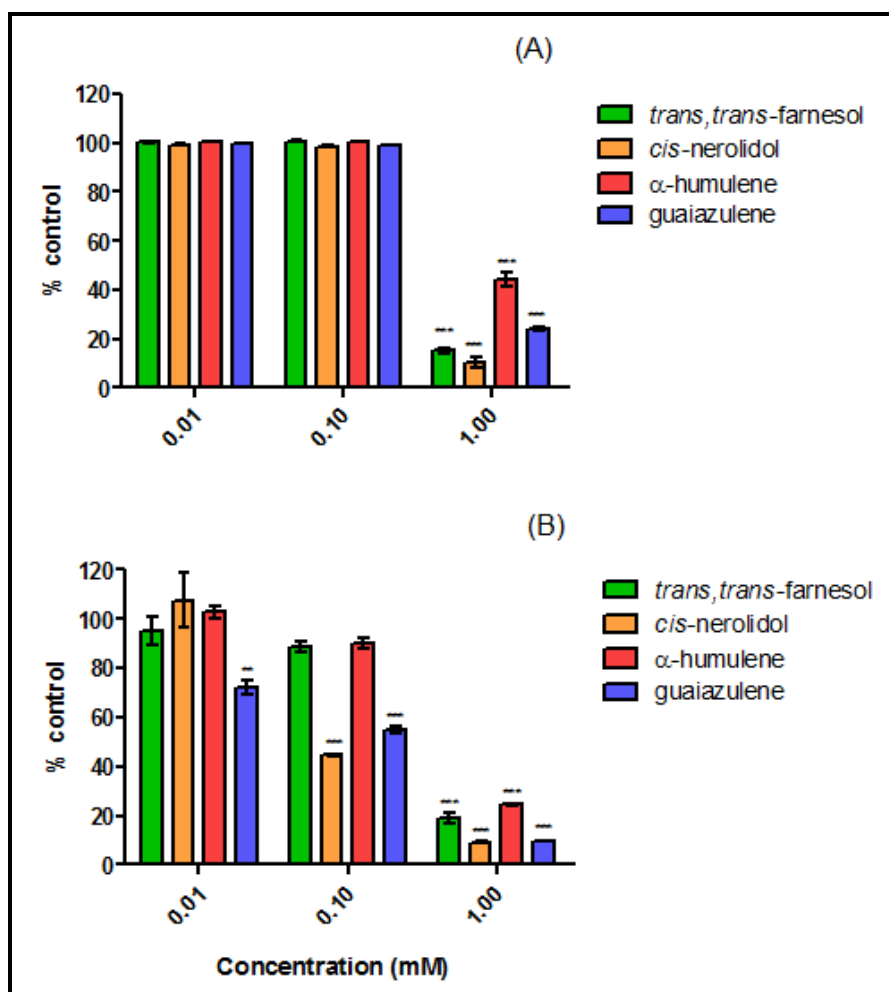 (A)
120
100
80
60
40
20
0
% control
trans,trans-farnesol
cis-nerolidol
α-humulene
guaiazulene
***
***
***
***
0.01
0.10
1.00
(B)
120
100
80
60
40
20
0
% control
trans,trans-farnesol
cis-nerolidol
α-humulene
guaiazulene
**
***
***
***
***
***
***
0.01
0.10
1.00
Concentration (mM)